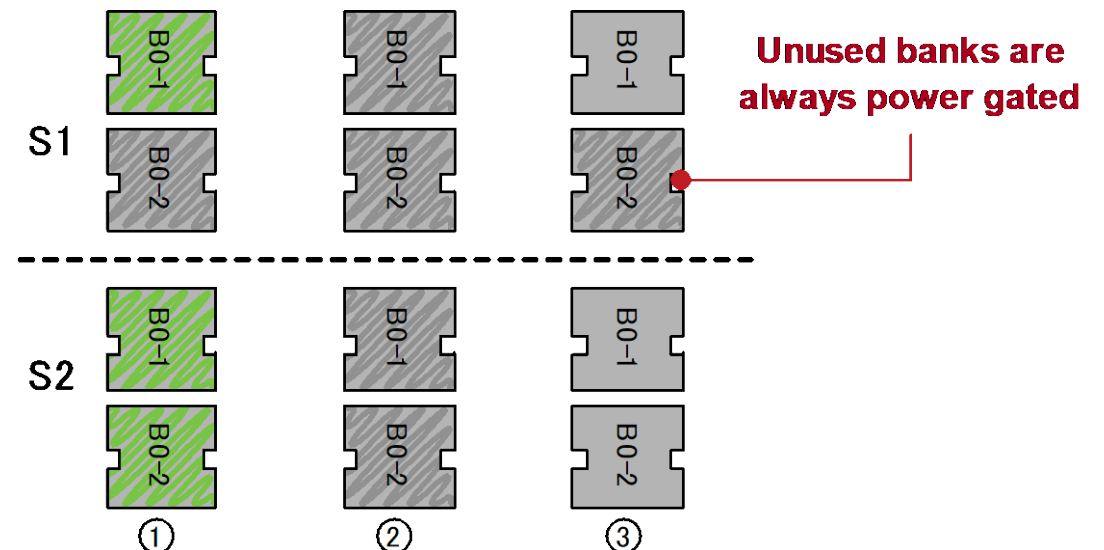 B0-1
B0-1
B0-1
Unused banks are
always power gated
S1
B0-2
B0-2
B0-2
B0-1
B0-1
B0-1
S2
B0-2
B0-2
B0-2
①
②
③